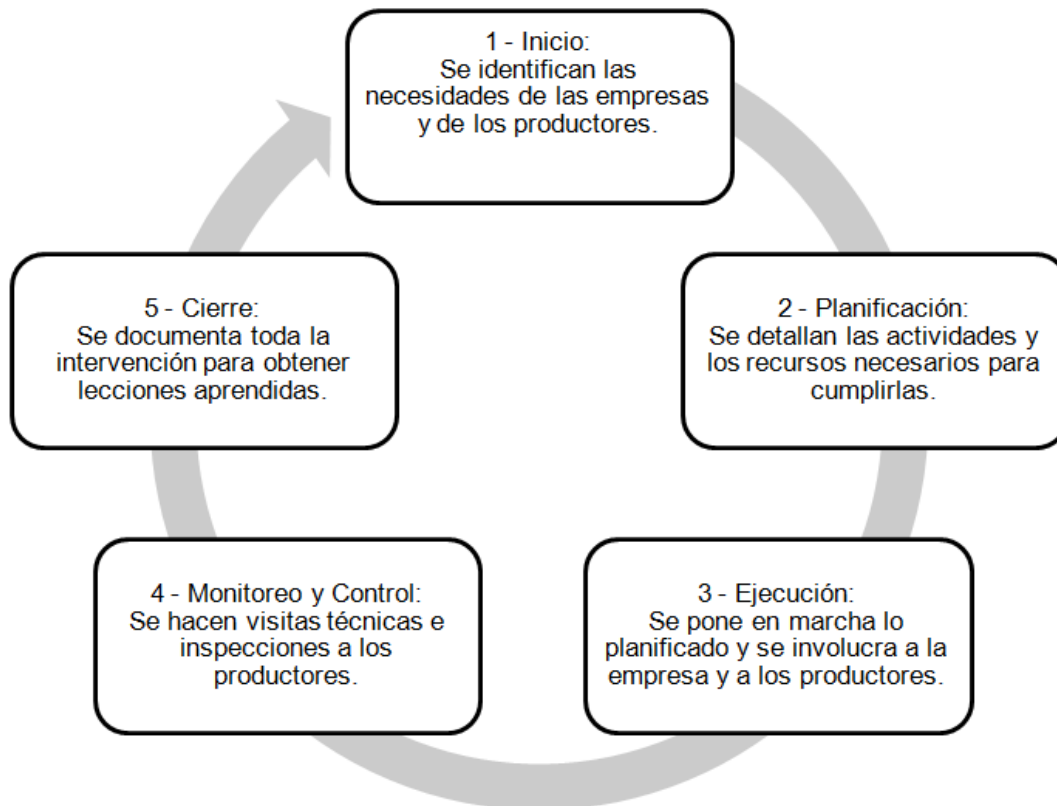 1 - Inicio:
Se identifican las
necesidades de las empresas
y de los productores.
2 - Planificación:
Se detallan las actividades y
los recursos necesarios para
cumplirlas.
3 - Ejecución:
Se pone en marcha lo
planificado y se involucra a la
empresa y a los productores.
4 - Monitoreo y Control:
Se hacen visitas técnicas e
inspecciones a los
productores.
5 - Cierre:
Se documenta toda la
intervención para obtener
lecciones aprendidas.